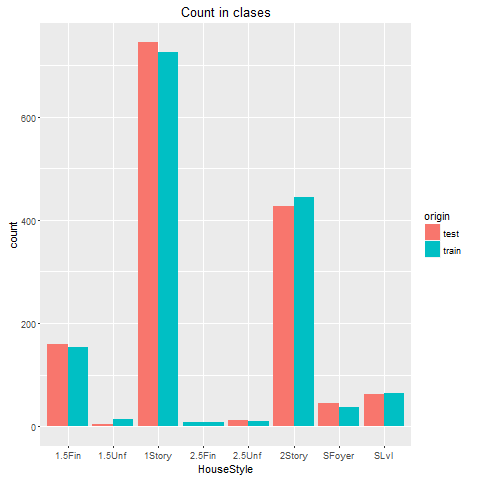 Count in clases
count
600
400
200
0
1.5Fin 1.5Unf 1Story 2.5Fin 2.5Unf 2Story SFoyer SLvl
HouseStyle
origin
test
train